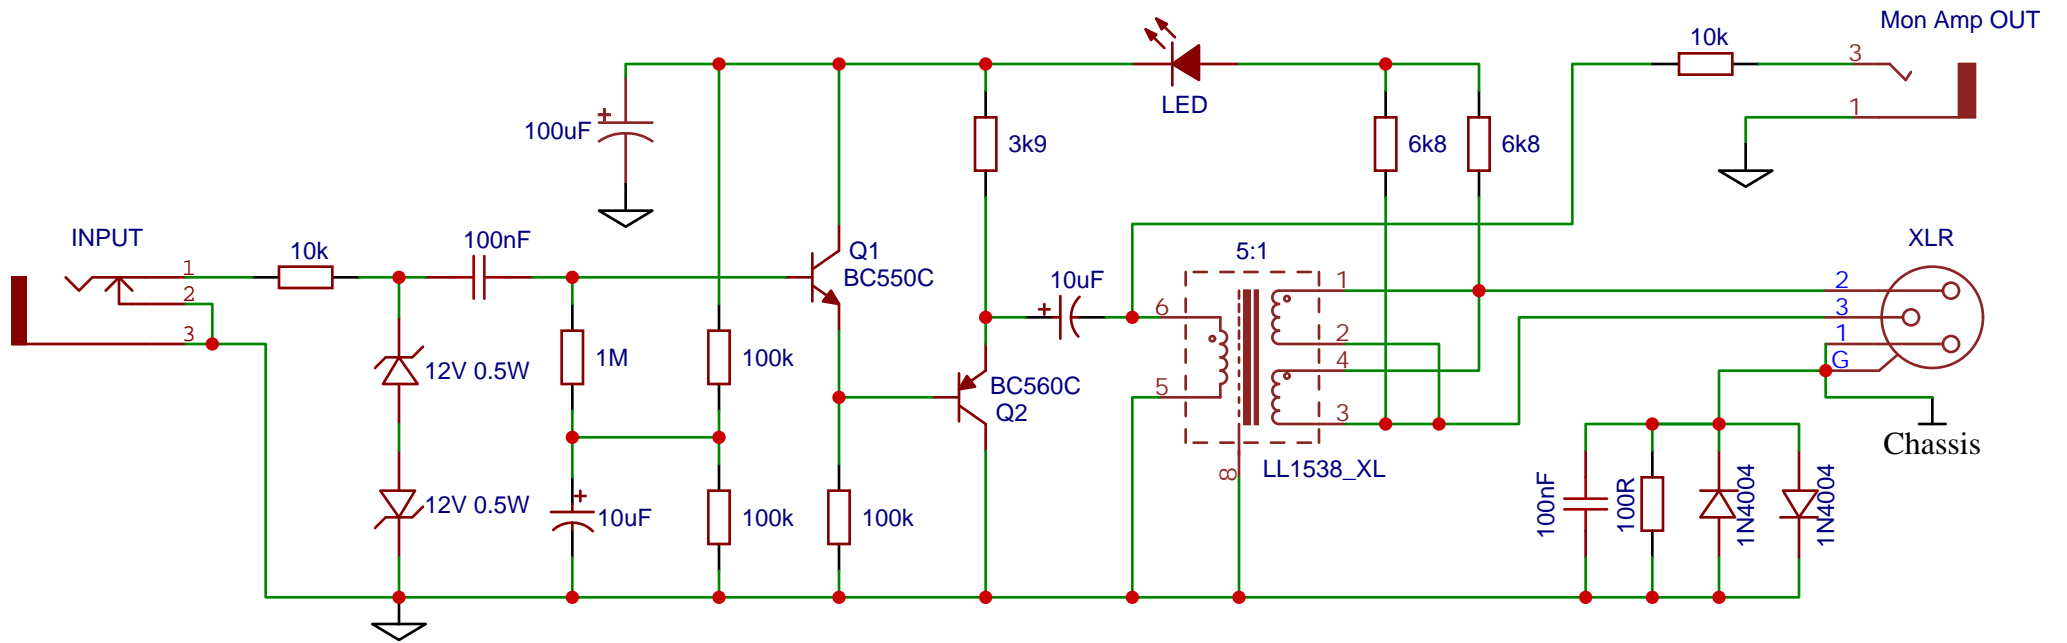 Mon Amp OUT
10k
3
1
LED
100uF
+
3k9
6k8
6k8
INPUT
10k
100nF
1
2
3
Q1
BC550C
5:1
10uF
+
XLR
6
5
1
2
4
3
8
2
3
1
G
12V 0.5W
1M
100k
BC560C
Q2
Chassis
LL1538_XL
12V 0.5W
+
10uF
100k
100k
100nF
100R
1N4004
1N4004